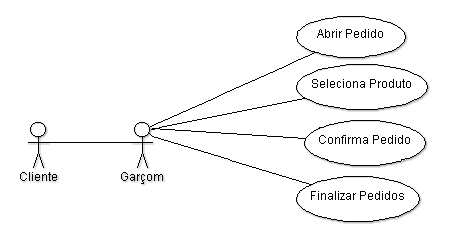 Abrir Pedido
Seleciona Produto
Confirma Pedido
Cliente
Garçom
Finalizar Pedidos